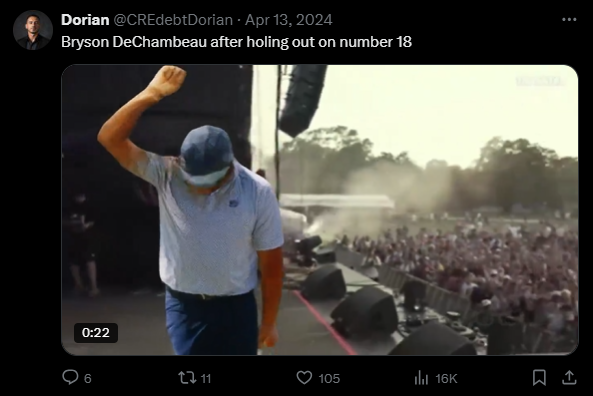 Dorian @CREdebtDorian · Apr 13, 2024
Bryson DeChambeau after holing out on number 18
0:22
6 11 105 16K